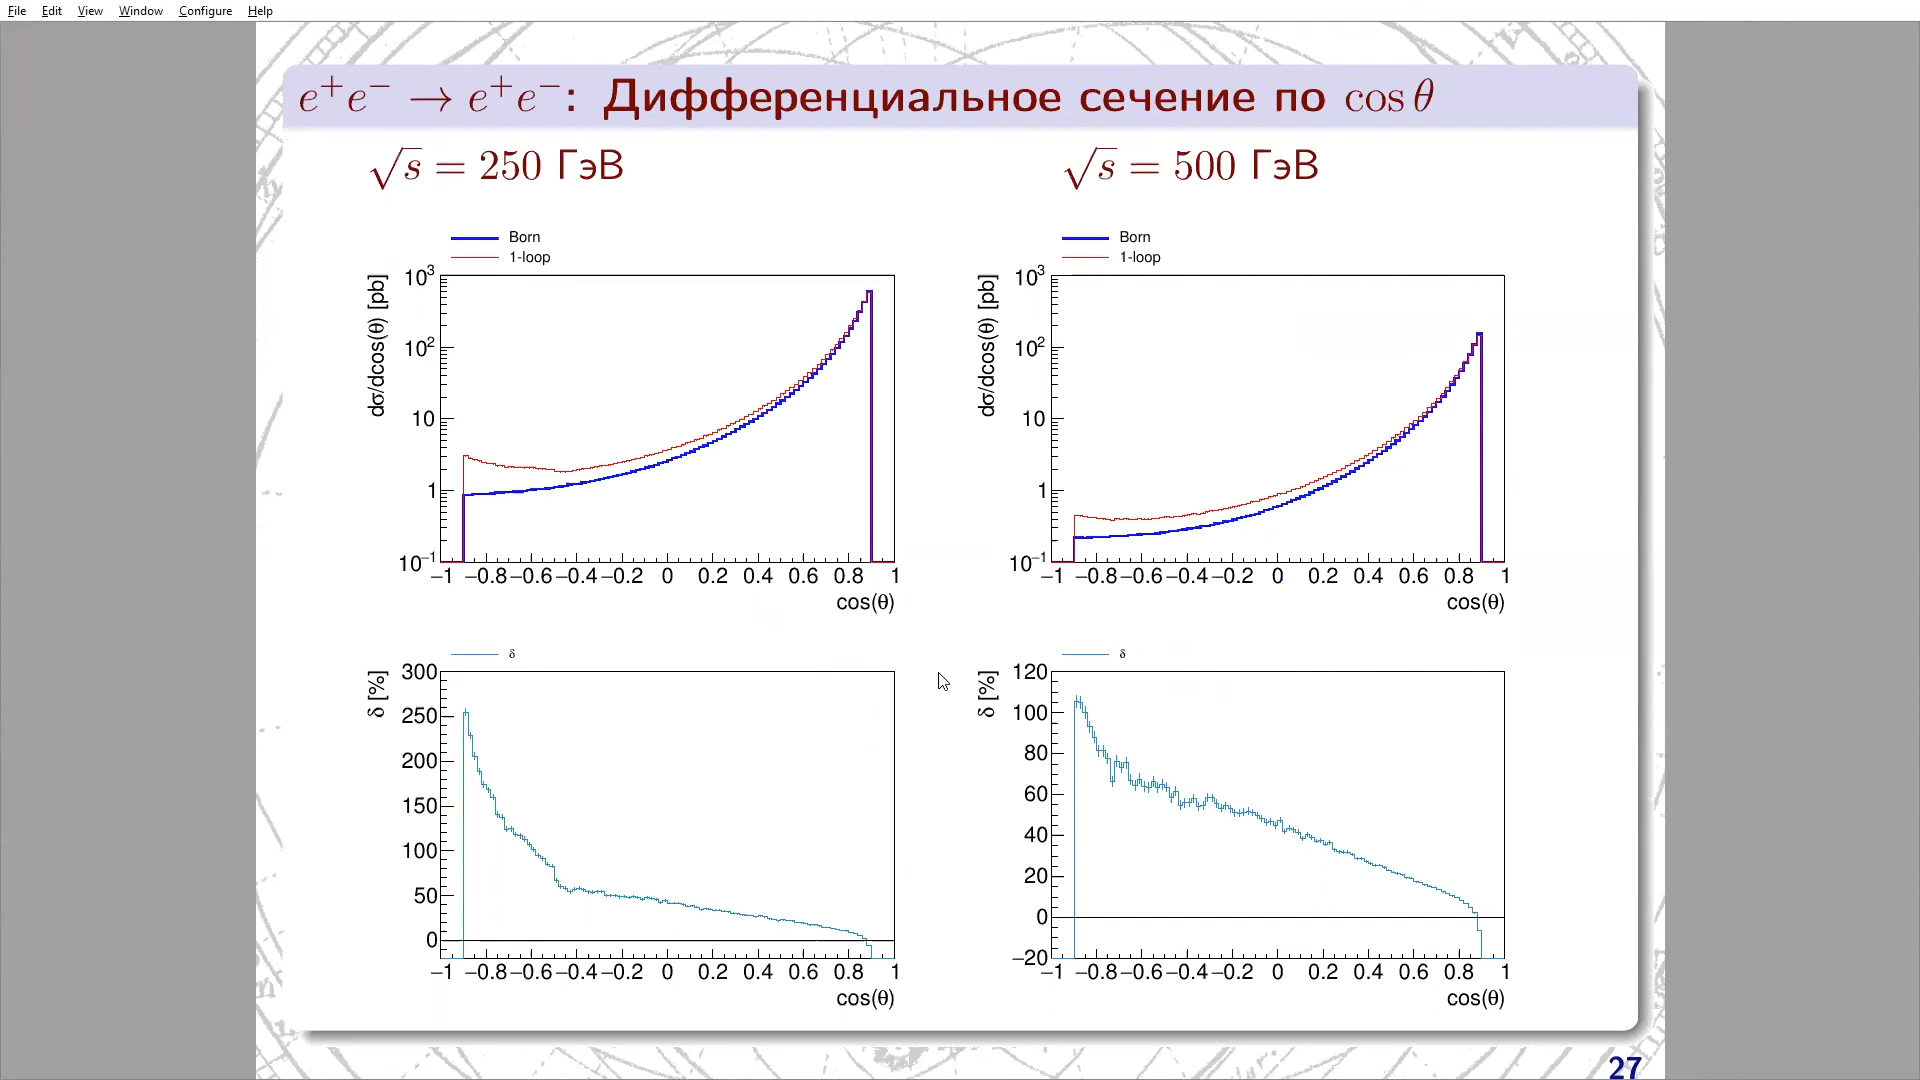 File Edit View Window Configure Help
e⁺e⁻ → e⁺e⁻: Дифференциальное сечение по cos θ
√s = 250 ГэВ
√s = 500 ГэВ
Born
1-loop
dσ/dcos(θ) [pb]
10³
10²
10
1
10⁻¹
−1 −0.8 −0.6 −0.4 −0.2 0 0.2 0.4 0.6 0.8 1
cos(θ)
Born
1-loop
dσ/dcos(θ) [pb]
10³
10²
10
1
10⁻¹
−1 −0.8 −0.6 −0.4 −0.2 0 0.2 0.4 0.6 0.8 1
cos(θ)
δ
δ [%]
300
250
200
150
100
50
0
−1 −0.8 −0.6 −0.4 −0.2 0 0.2 0.4 0.6 0.8 1
cos(θ)
δ
δ [%]
120
100
80
60
40
20
0
−20
−1 −0.8 −0.6 −0.4 −0.2 0 0.2 0.4 0.6 0.8 1
cos(θ)
27